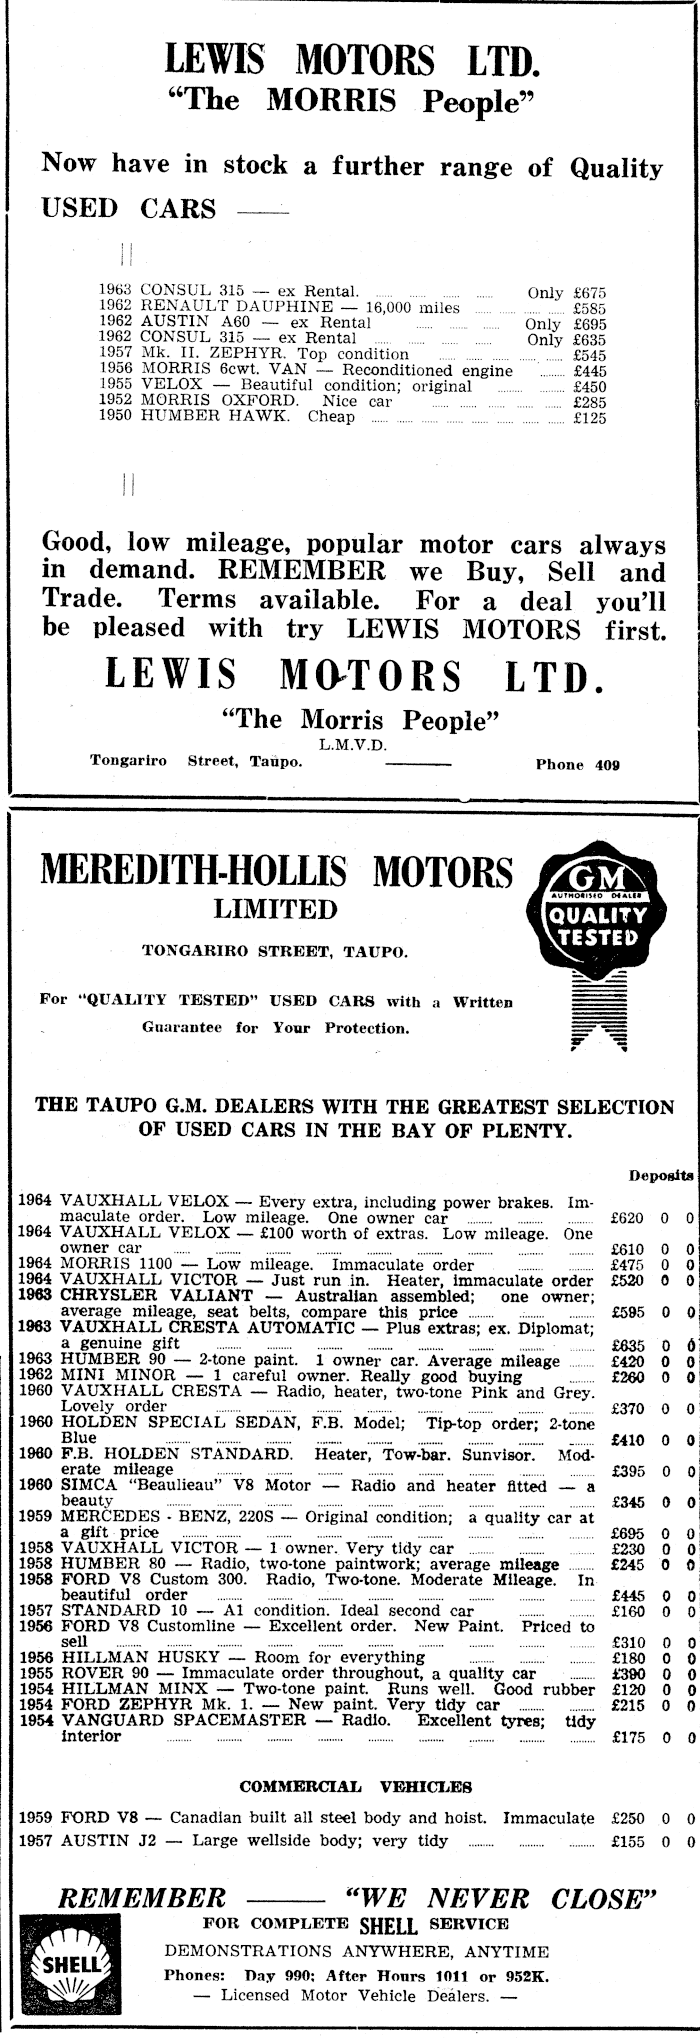 LEWIS MOTORS LTD.
"The MORRIS People"
Now have in stock a further range of Quality
USED CARS ——
1963 CONSUL 315 — ex Rental. ........ ........ ........ Only £675
1962 RENAULT DAUPHINE — 16,000 miles ........ ........ ........ £585
1962 AUSTIN A60 — ex Rental ........ ........ ........ Only £695
1962 CONSUL 315 — ex Rental ........ ........ ........ Only £635
1957 Mk. II. ZEPHYR. Top condition ........ ........ ........ ........ £545
1956 MORRIS 6cwt. VAN — Reconditioned engine ........ £445
1955 VELOX — Beautiful condition; original ........ ........ £450
1952 MORRIS OXFORD. Nice car ........ ........ ........ ........ £285
1950 HUMBER HAWK. Cheap ........ ........ ........ ........ ........ ........ £125
Good, low mileage, popular motor cars always
in demand. REMEMBER we Buy, Sell and
Trade. Terms available. For a deal you'll
be pleased with try LEWIS MOTORS first.
LEWIS MOTORS LTD.
"The Morris People"
L.M.V.D.
Tongariro Street, Taupo. —— Phone 409
MEREDITH-HOLLIS MOTORS
LIMITED
TONGARIRO STREET, TAUPO.
For "QUALITY TESTED" USED CARS with a Written
Guarantee for Your Protection.
GM
AUTHORISED DEALER
QUALITY
TESTED
THE TAUPO G.M. DEALERS WITH THE GREATEST SELECTION
OF USED CARS IN THE BAY OF PLENTY.
Deposits
1964 VAUXHALL VELOX — Every extra, including power brakes. Im-
maculate order. Low mileage. One owner car ........ ........ ........ £620 0 0
1964 VAUXHALL VELOX — £100 worth of extras. Low mileage. One
owner car ........ ........ ........ ........ ........ ........ £610 0 0
1964 MORRIS 1100 — Low mileage. Immaculate order ........ ........ £475 0 0
1964 VAUXHALL VICTOR — Just run in. Heater, immaculate order £520 0 0
1963 CHRYSLER VALIANT — Australian assembled; one owner;
average mileage, seat belts, compare this price ........ ........ ........ £595 0 0
1963 VAUXHALL CRESTA AUTOMATIC — Plus extras; ex. Diplomat;
a genuine gift ........ ........ ........ ........ ........ ........ £635 0 0
1963 HUMBER 90 — 2-tone paint. 1 owner car. Average mileage ........ £420 0 0
1962 MINI MINOR — 1 careful owner. Really good buying ........ £260 0 0
1960 VAUXHALL CRESTA — Radio, heater, two-tone Pink and Grey.
Lovely order ........ ........ ........ ........ ........ ........ £370 0 0
1960 HOLDEN SPECIAL SEDAN, F.B. Model; Tip-top order; 2-tone
Blue ........ ........ ........ ........ ........ ........ £410 0 0
1960 F.B. HOLDEN STANDARD. Heater, Tow-bar. Sunvisor. Mod-
erate mileage ........ ........ ........ ........ ........ ........ £395 0 0
1960 SIMCA "Beaulieau" V8 Motor — Radio and heater fitted — a
beauty ........ ........ ........ ........ ........ ........ £345 0 0
1959 MERCEDES - BENZ, 220S — Original condition; a quality car at
a gift price ........ ........ ........ ........ ........ ........ £695 0 0
1958 VAUXHALL VICTOR — 1 owner. Very tidy car ........ ........ £230 0 0
1958 HUMBER 80 — Radio, two-tone paintwork; average mileage ........ £245 0 0
1958 FORD V8 Custom 300. Radio, Two-tone. Moderate Mileage. In
beautiful order ........ ........ ........ ........ ........ ........ £445 0 0
1957 STANDARD 10 — A1 condition. Ideal second car ........ ........ £160 0 0
1956 FORD V8 Customline — Excellent order. New Paint. Priced to
sell ........ ........ ........ ........ ........ ........ £310 0 0
1956 HILLMAN HUSKY — Room for everything ........ ........ ........ £180 0 0
1955 ROVER 90 — Immaculate order throughout, a quality car ........ £390 0 0
1954 HILLMAN MINX — Two-tone paint. Runs well. Good rubber £120 0 0
1954 FORD ZEPHYR Mk. 1. — New paint. Very tidy car ........ ........ £215 0 0
1954 VANGUARD SPACEMASTER — Radio. Excellent tyres; tidy
interior ........ ........ ........ ........ ........ ........ £175 0 0
COMMERCIAL VEHICLES
1959 FORD V8 — Canadian built all steel body and hoist. Immaculate £250 0 0
1957 AUSTIN J2 — Large wellside body; very tidy ........ ........ ........ £155 0 0
REMEMBER —— "WE NEVER CLOSE"
FOR COMPLETE SHELL SERVICE
SHELL
DEMONSTRATIONS ANYWHERE, ANYTIME
Phones: Day 990; After Hours 1011 or 952K.
— Licensed Motor Vehicle Dealers. —